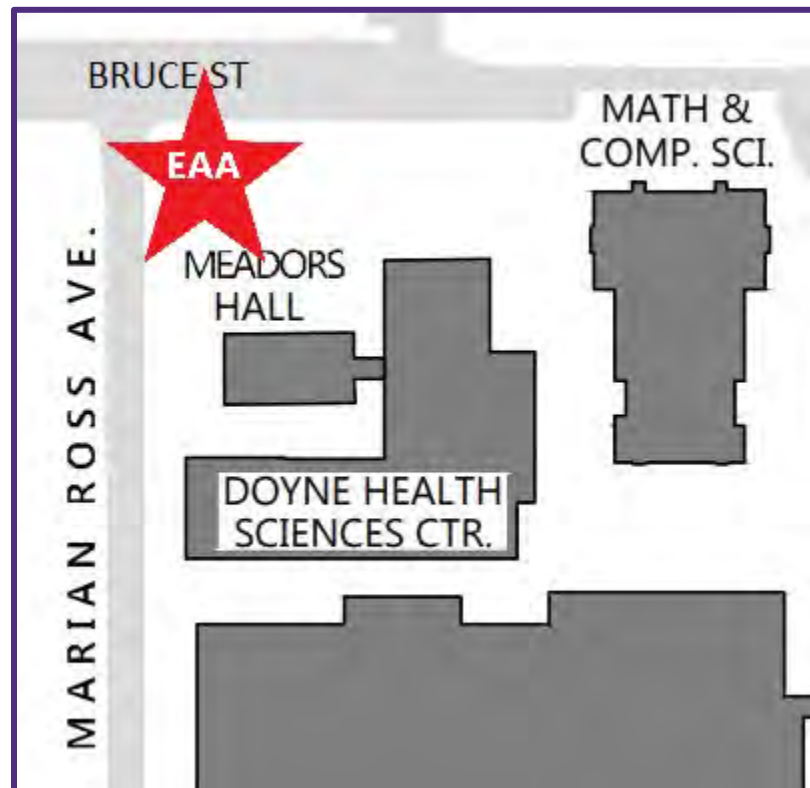 BRUCE ST
EAA
MATH &
COMP. SCI.
MEADORS
HALL
MARIAN ROSS AVE.
DOYNE HEALTH
SCIENCES CTR.